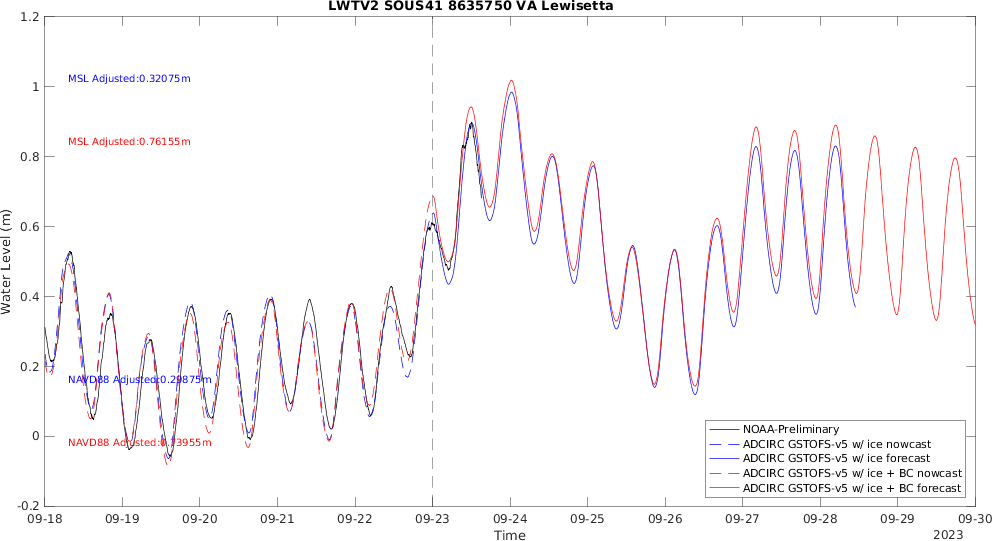 LWTV2 SOUS41 8635750 VA Lewisetta
1.2
1
0.8
0.6
0.4
0.2
0
-0.2
Water Level (m)
MSL Adjusted:0.32075m
MSL Adjusted:0.76155m
NAVD88 Adjusted:0.29875m
NAVD88 Adjusted:0.73955m
NOAA-Preliminary
ADCIRC GSTOFS-v5 w/ ice nowcast
ADCIRC GSTOFS-v5 w/ ice forecast
ADCIRC GSTOFS-v5 w/ ice + BC nowcast
ADCIRC GSTOFS-v5 w/ ice + BC forecast
09-18 09-19 09-20 09-21 09-22 09-23 09-24 09-25 09-26 09-27 09-28 09-29 09-30
Time
2023